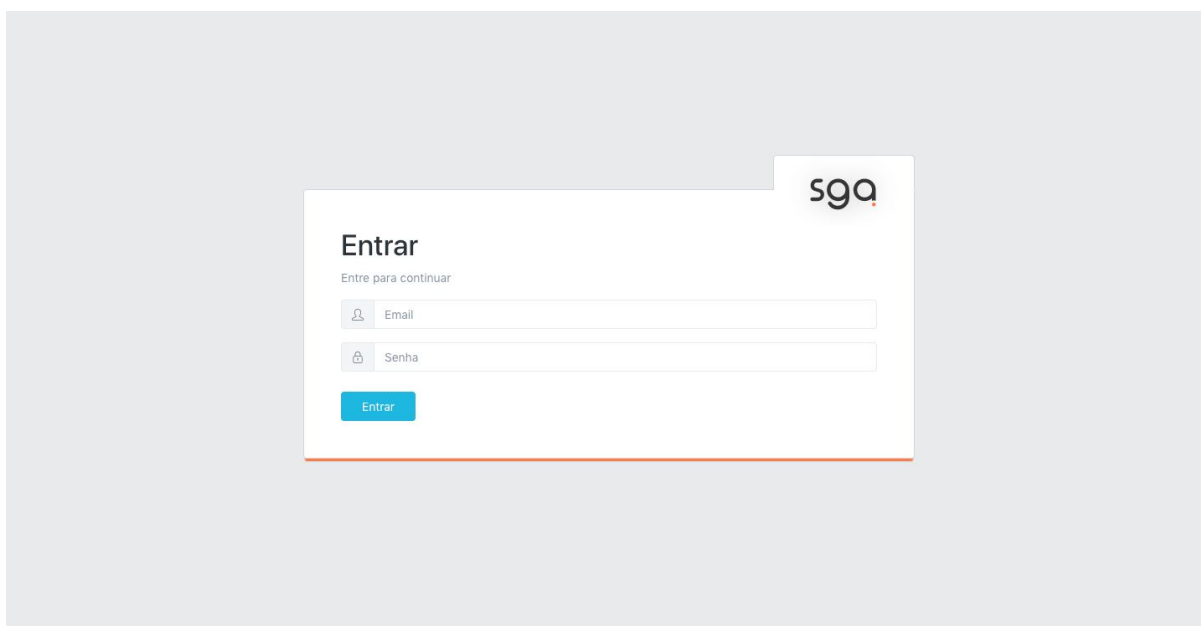 sga
Entrar
Entre para continuar
Email
Senha
Entrar